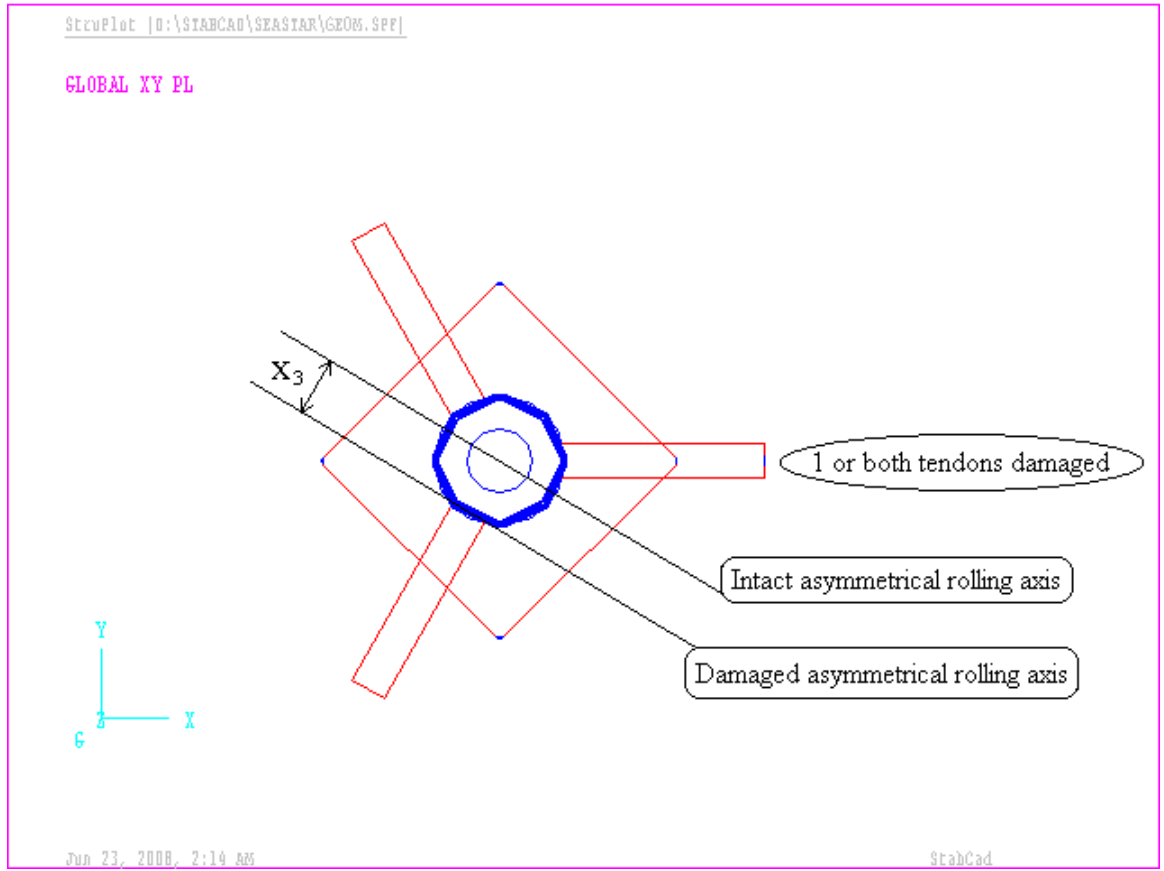 StruPlot |D:\STABCAD\SEASTAR\GEOM.SPF|
GLOBAL XY PL
X3
1 or both tendons damaged
Intact asymmetrical rolling axis
Damaged asymmetrical rolling axis
Y
Z X
G
Jun 23, 2008, 2:14 AM
StabCad